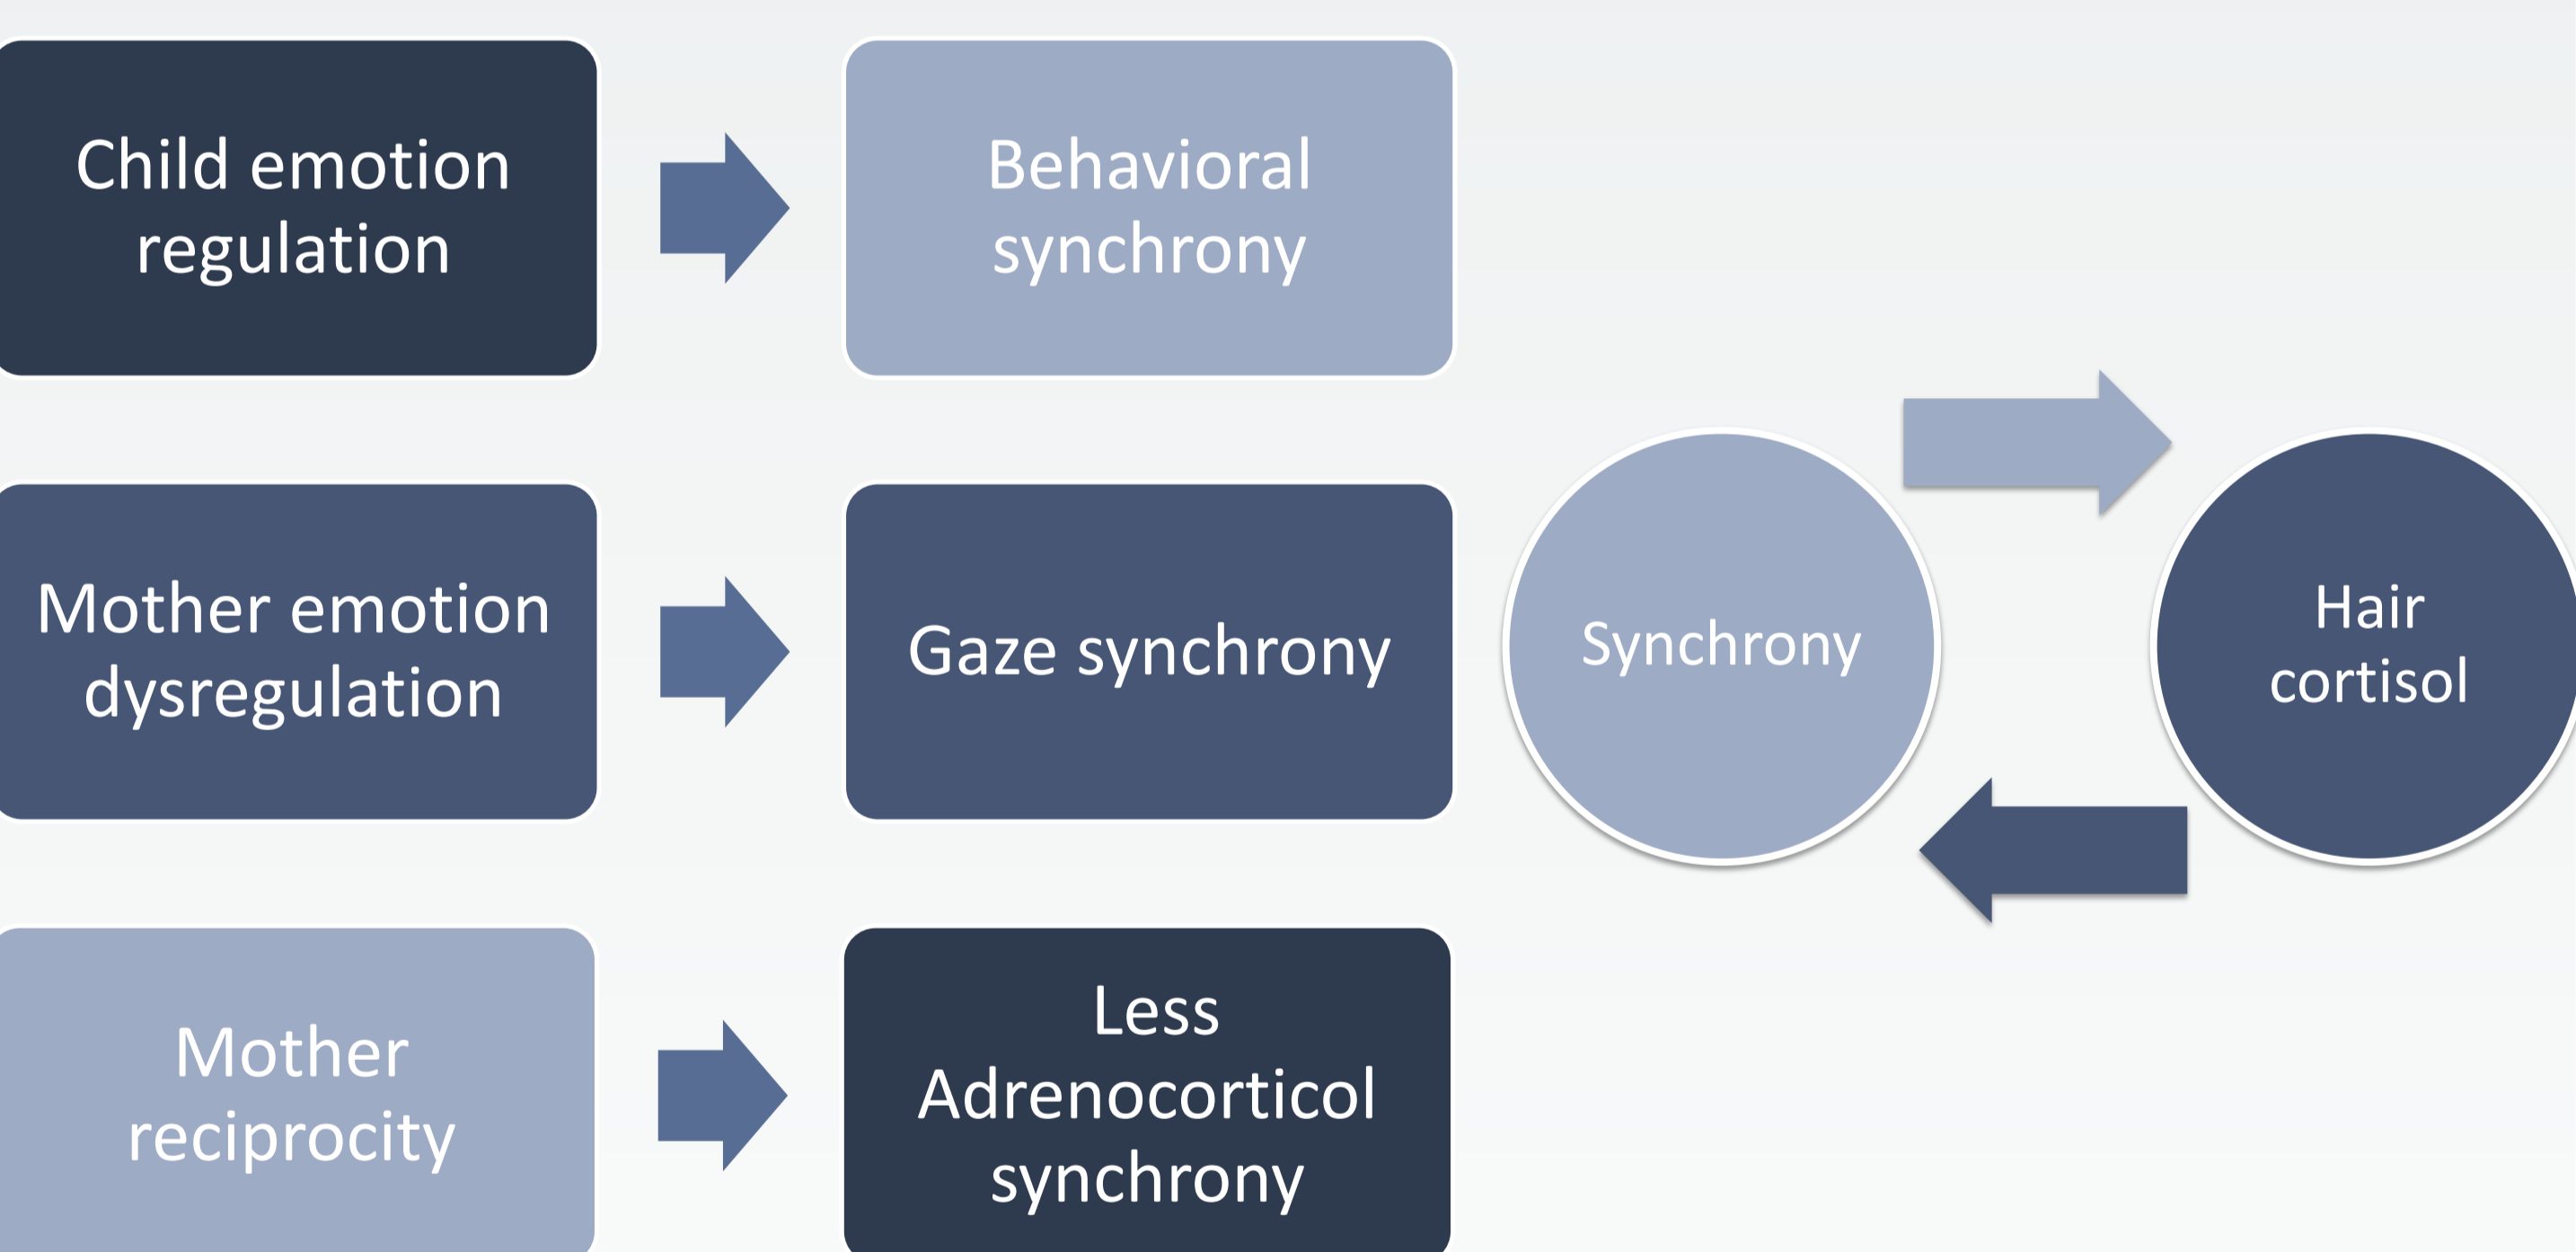 Child emotion
regulation
Behavioral
synchrony
Mother emotion
dysregulation
Gaze synchrony
Synchrony
Hair
cortisol
Mother
reciprocity
Less
Adrenocorticol
synchrony